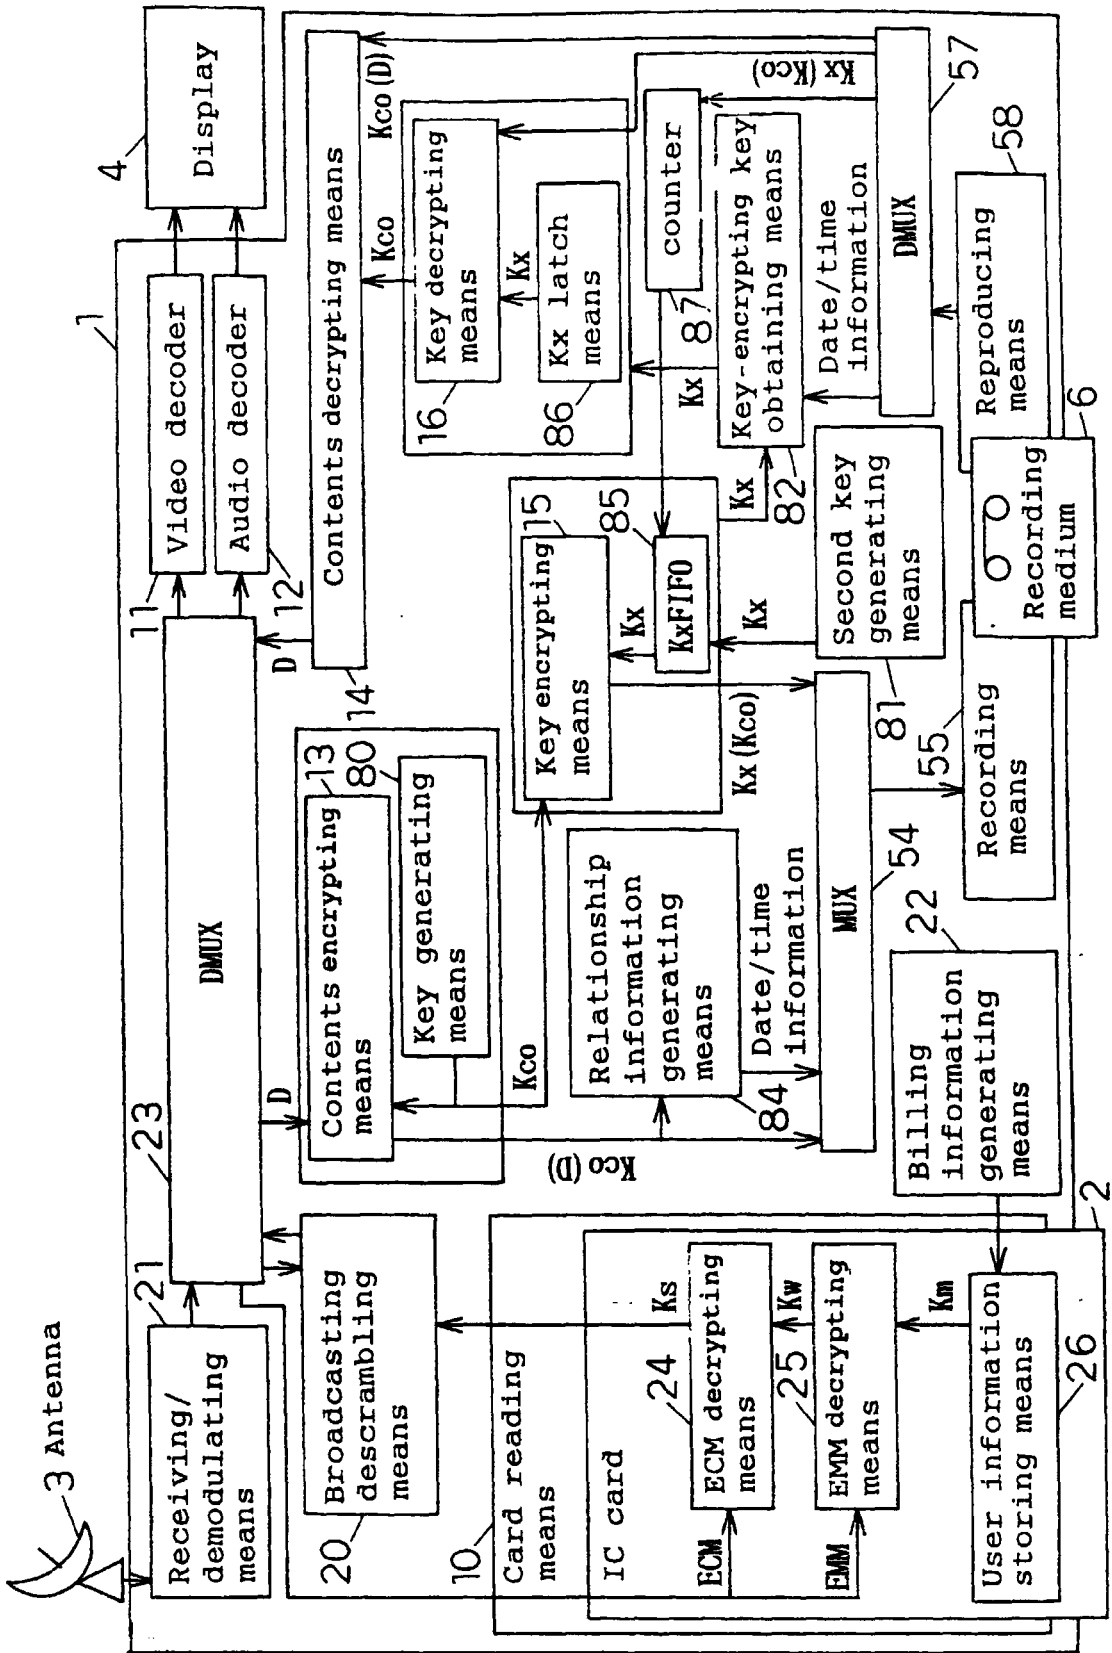 3 Antenna
21
Receiving/
demodulating
means
23
DMUX
11
Video decoder
12
Audio decoder
4
Display
1
20
Broadcasting
descrambling
means
D
13
Contents encrypting
means
80
Key generating
means
Kco
Kco(D)
D
14
Contents decrypting means
Kco(D)
Kco
16
Key decrypting
means
Kx
86
Kx latch
means
Kx
counter
87
Kx(Kco)
10
Card reading
means
IC card
Ks
24
ECM decrypting
means
ECM
Kw
25
EMM decrypting
means
EMM
Km
User information
storing means
26
2
Billing
information
generating
means
22
Relationship
information
generating
means
84
Date/time
information
15
Key encrypting
means
Kx
85
KxFIFO
Kx
Kx(Kco)
Kx
Key-encrypting key
obtaining means
82
Date/time
information
DMUX
57
MUX
54
Second key
generating
means
81
55
Recording
means
Recording
medium
6
Reproducing
means
58